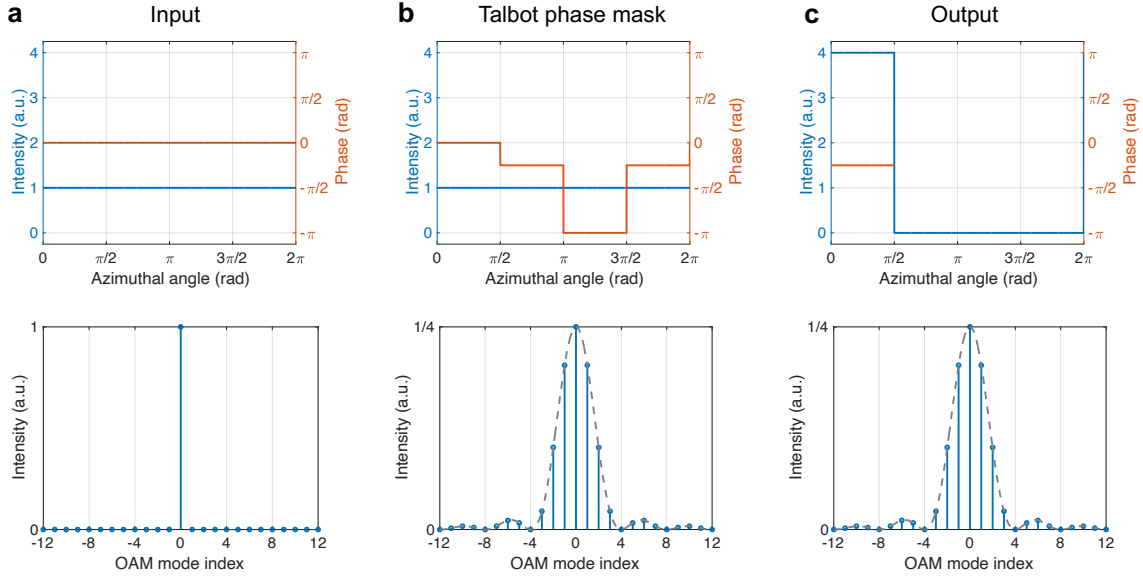 a Input
b Talbot phase mask
c Output
Intensity (a.u.)
4
3
2
1
0
π
π/2
0
-π/2
-π
Phase (rad)
0 π/2 π 3π/2 2π
Azimuthal angle (rad)
Intensity (a.u.)
4
3
2
1
0
π
π/2
0
-π/2
-π
Phase (rad)
0 π/2 π 3π/2 2π
Azimuthal angle (rad)
Intensity (a.u.)
4
3
2
1
0
π
π/2
0
-π/2
-π
Phase (rad)
0 π/2 π 3π/2 2π
Azimuthal angle (rad)
Intensity (a.u.)
1
0
-12 -8 -4 0 4 8 12
OAM mode index
Intensity (a.u.)
1/4
0
-12 -8 -4 0 4 8 12
OAM mode index
Intensity (a.u.)
1/4
0
-12 -8 -4 0 4 8 12
OAM mode index